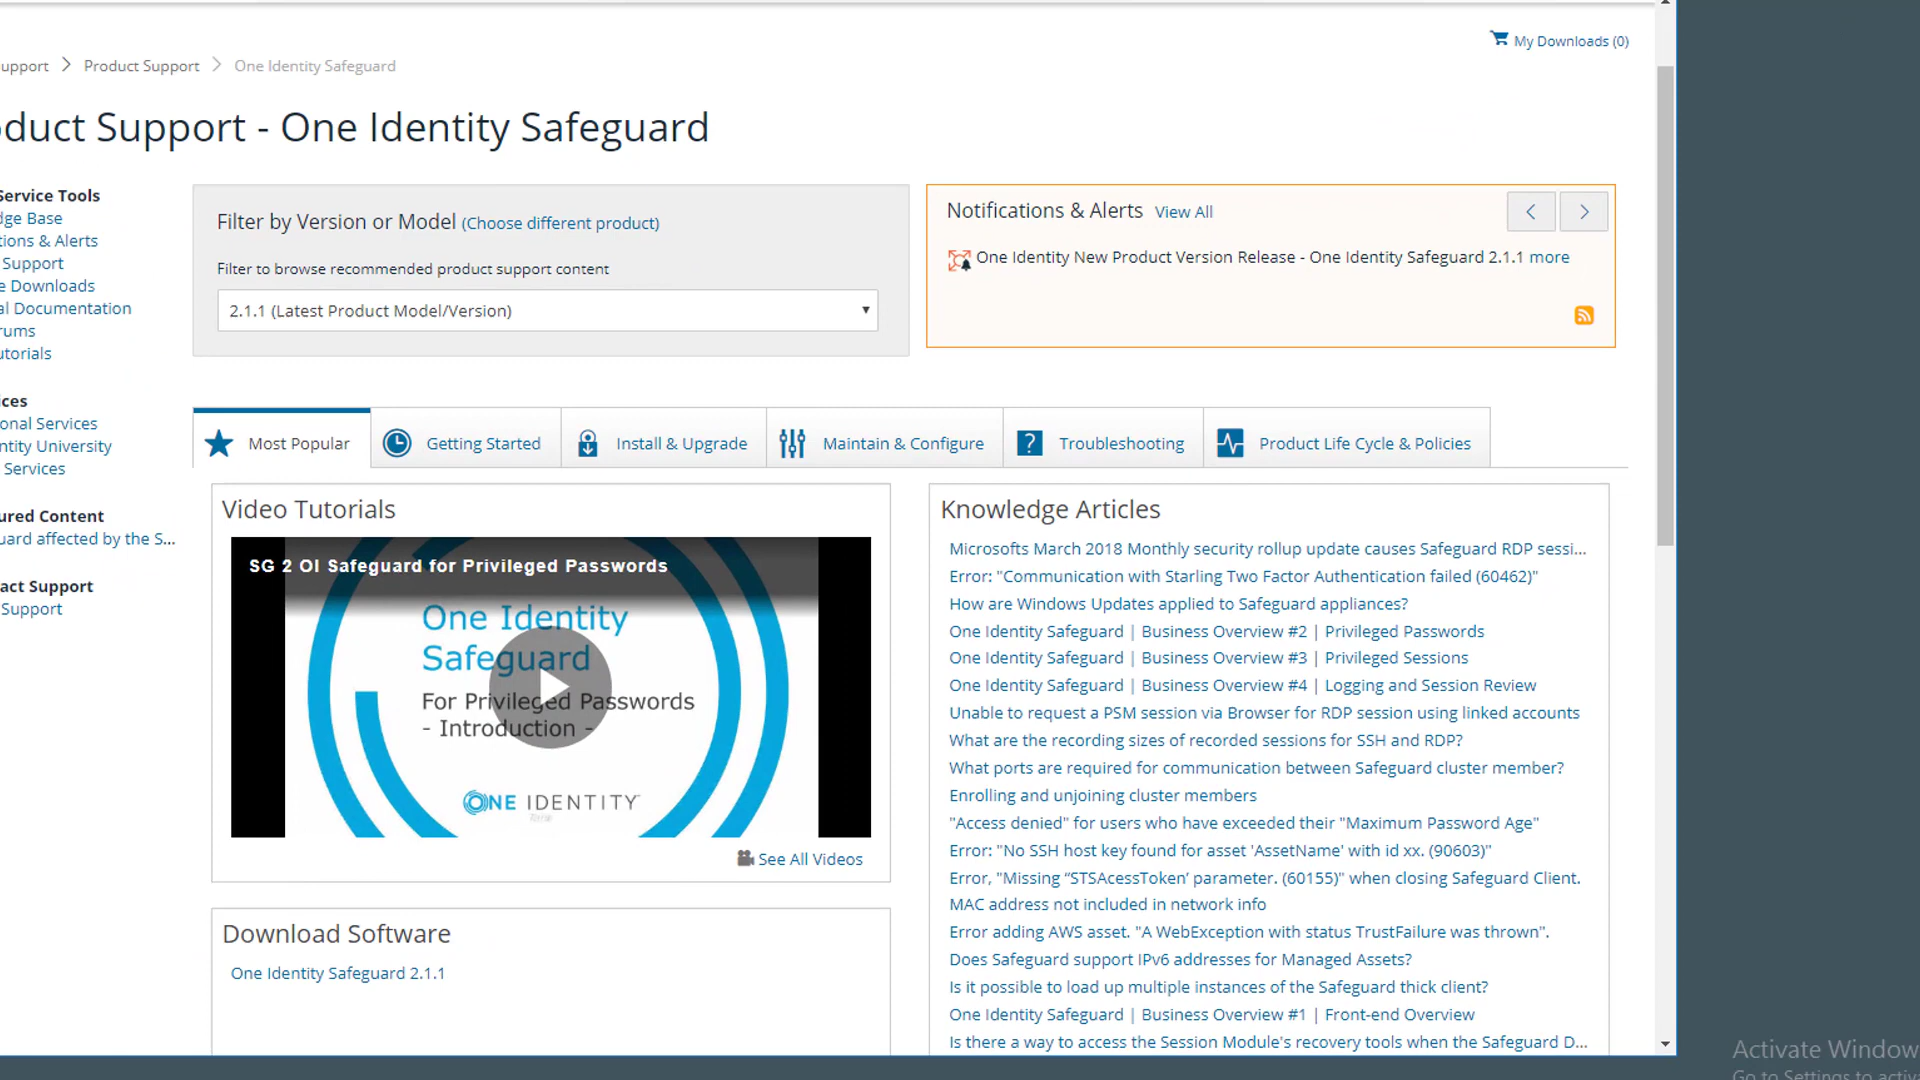 My Downloads (0)
upport > Product Support > One Identity Safeguard
duct Support - One Identity Safeguard
Service Tools
dge Base
tions & Alerts
Support
e Downloads
al Documentation
rums
utorials
ices
onal Services
ntity University
Services
ured Content
uard affected by the S...
act Support
Support
Filter by Version or Model (Choose different product)
Filter to browse recommended product support content
2.1.1 (Latest Product Model/Version)
Notifications & Alerts View All
One Identity New Product Version Release - One Identity Safeguard 2.1.1 more
Most Popular
Getting Started
Install & Upgrade
Maintain & Configure
Troubleshooting
Product Life Cycle & Policies
Video Tutorials
SG 2 OI Safeguard for Privileged Passwords
One Identity
Safeguard
For Privileged Passwords
- Introduction -
ONE IDENTITY
See All Videos
Download Software
One Identity Safeguard 2.1.1
Knowledge Articles
Microsofts March 2018 Monthly security rollup update causes Safeguard RDP sessi...
Error: "Communication with Starling Two Factor Authentication failed (60462)"
How are Windows Updates applied to Safeguard appliances?
One Identity Safeguard | Business Overview #2 | Privileged Passwords
One Identity Safeguard | Business Overview #3 | Privileged Sessions
One Identity Safeguard | Business Overview #4 | Logging and Session Review
Unable to request a PSM session via Browser for RDP session using linked accounts
What are the recording sizes of recorded sessions for SSH and RDP?
What ports are required for communication between Safeguard cluster member?
Enrolling and unjoining cluster members
"Access denied" for users who have exceeded their "Maximum Password Age"
Error: "No SSH host key found for asset 'AssetName' with id xx. (90603)"
Error, "Missing “STSAcessToken’ parameter. (60155)" when closing Safeguard Client.
MAC address not included in network info
Error adding AWS asset. "A WebException with status TrustFailure was thrown".
Does Safeguard support IPv6 addresses for Managed Assets?
Is it possible to load up multiple instances of the Safeguard thick client?
One Identity Safeguard | Business Overview #1 | Front-end Overview
Is there a way to access the Session Module's recovery tools when the Safeguard D...
Activate Window
Go to Settings to activ